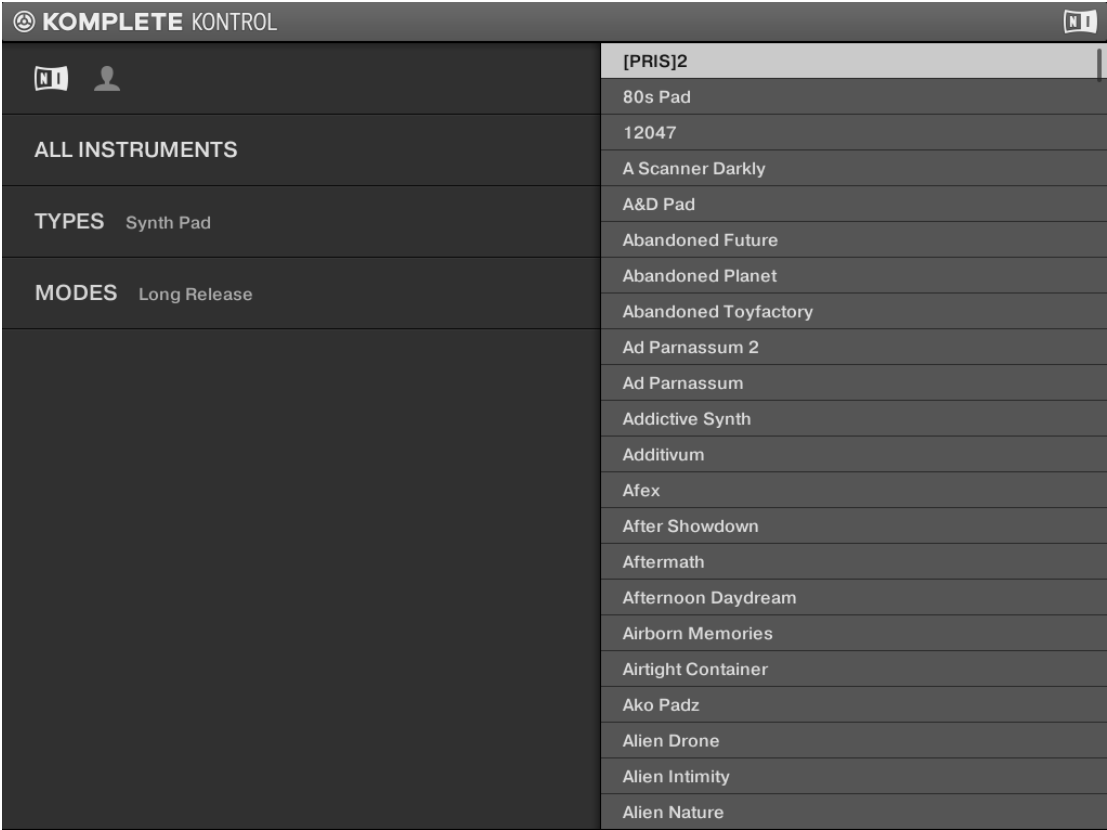 KOMPLETE KONTROL
NI
NI
ALL INSTRUMENTS
TYPES Synth Pad
MODES Long Release
[PRIS]2
80s Pad
12047
A Scanner Darkly
A&D Pad
Abandoned Future
Abandoned Planet
Abandoned Toyfactory
Ad Parnassum 2
Ad Parnassum
Addictive Synth
Additivum
Afex
After Showdown
Aftermath
Afternoon Daydream
Airborn Memories
Airtight Container
Ako Padz
Alien Drone
Alien Intimity
Alien Nature